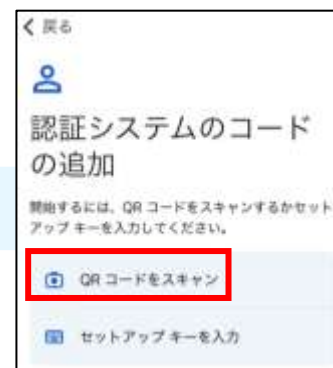 戻る
認証システムのコード
の追加
開始するには、QR コードをスキャンするかセット
アップ キーを入力してください。
QR コードをスキャン
セットアップ キーを入力